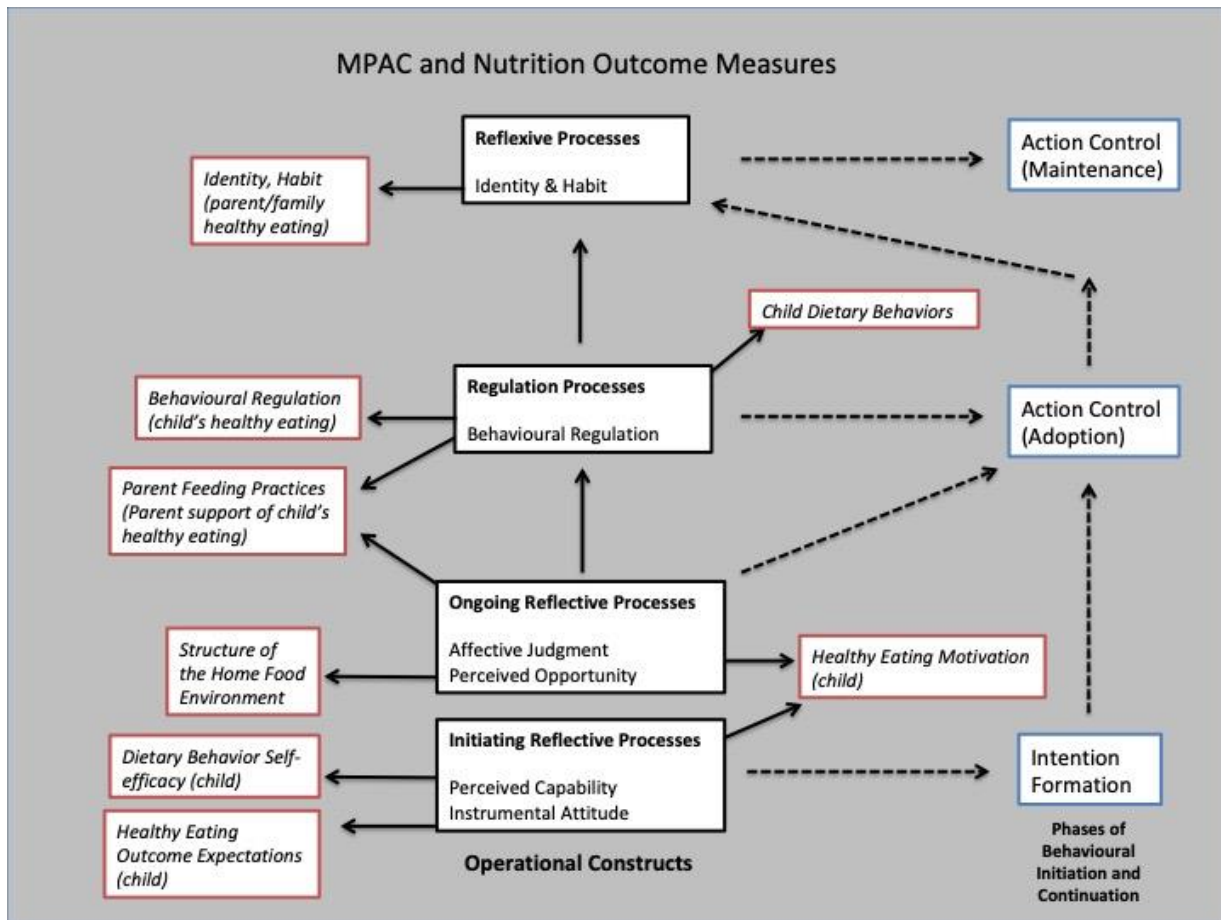 MPAC and Nutrition Outcome Measures
Reflexive Processes
Identity & Habit
Identity, Habit
(parent/family
healthy eating)
Action Control
(Maintenance)
Child Dietary Behaviors
Regulation Processes
Behavioural Regulation
Behavioural Regulation
(child's healthy eating)
Action Control
(Adoption)
Parent Feeding Practices
(Parent support of child's
healthy eating)
Ongoing Reflective Processes
Affective Judgment
Perceived Opportunity
Structure of
the Home Food
Environment
Healthy Eating Motivation
(child)
Initiating Reflective Processes
Perceived Capability
Instrumental Attitude
Dietary Behavior Self-
efficacy (child)
Healthy Eating
Outcome Expectations
(child)
Intention
Formation
Operational Constructs
Phases of
Behavioural
Initiation and
Continuation